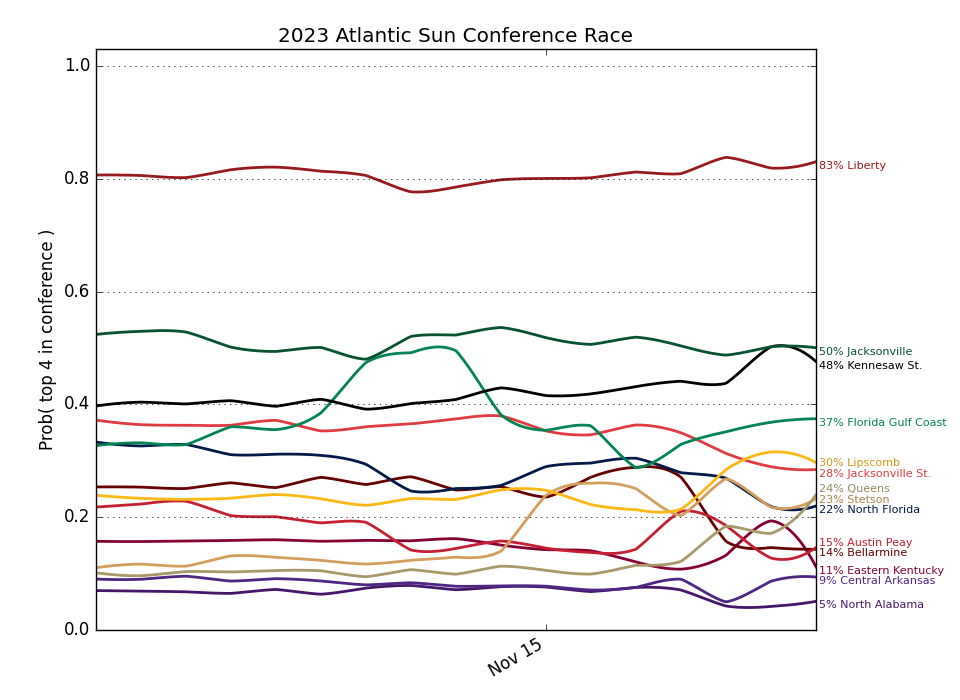 2023 Atlantic Sun Conference Race
Prob( top 4 in conference )
1.0
0.8
0.6
0.4
0.2
0.0
Nov 15
83% Liberty
50% Jacksonville
48% Kennesaw St.
37% Florida Gulf Coast
30% Lipscomb
28% Jacksonville St.
24% Queens
23% Stetson
22% North Florida
15% Austin Peay
14% Bellarmine
11% Eastern Kentucky
9% Central Arkansas
5% North Alabama